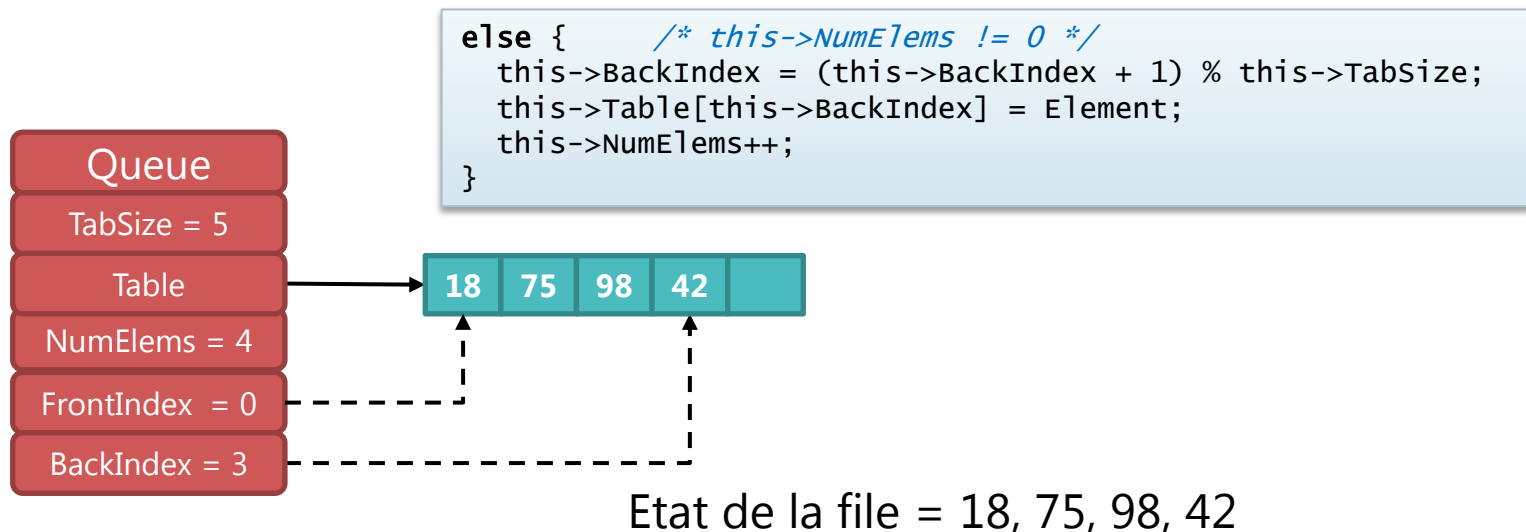 else {     /* this->NumElems != 0 */
  this->BackIndex = (this->BackIndex + 1) % this->TabSize;
  this->Table[this->BackIndex] = Element;
  this->NumElems++;
}
Queue
TabSize = 5
Table
18 75 98 42
NumElems = 4
FrontIndex = 0
BackIndex = 3
Etat de la file = 18, 75, 98, 42